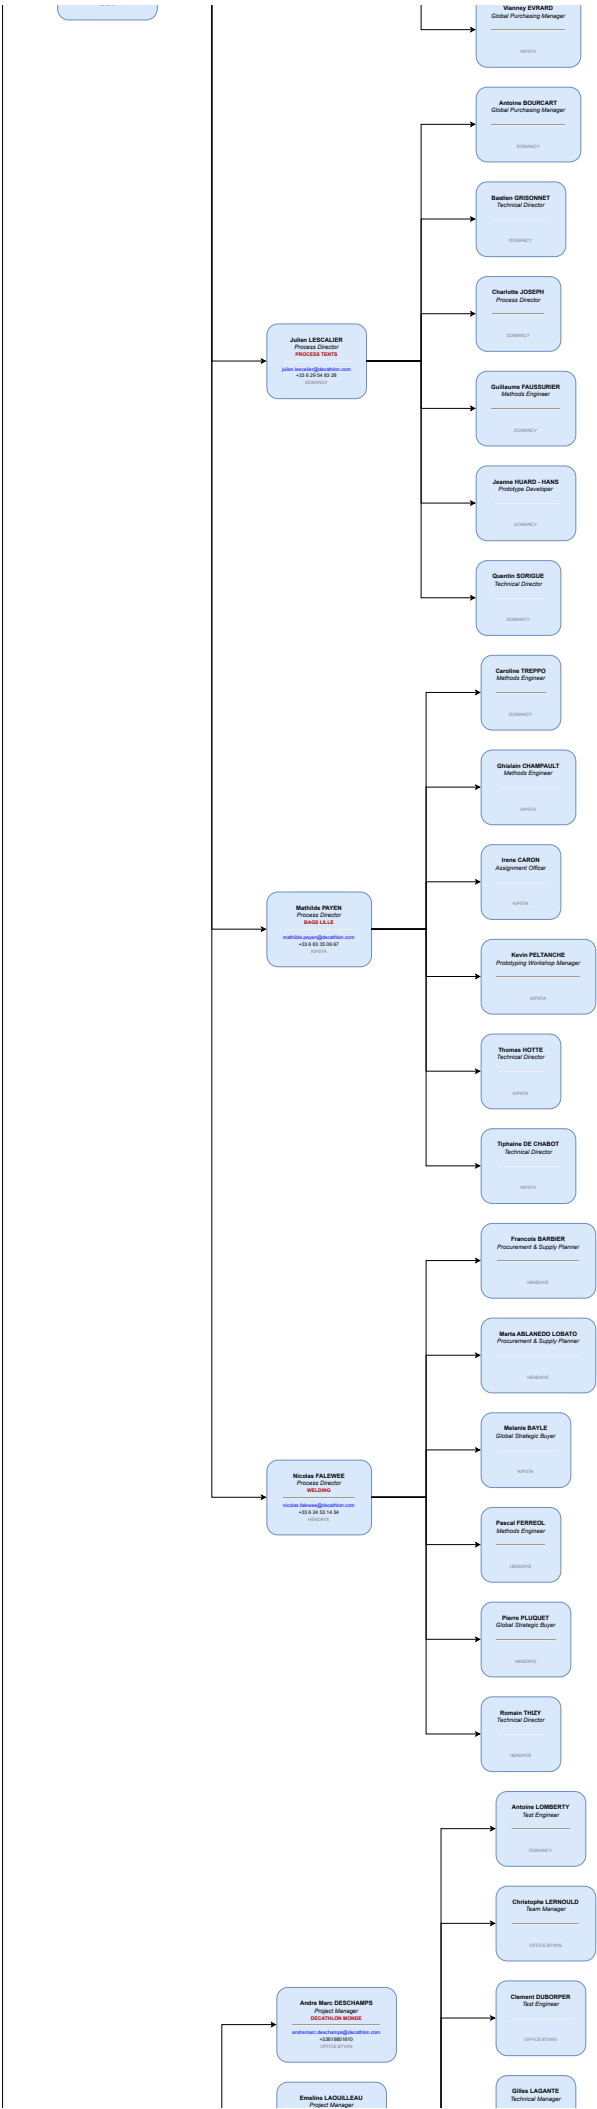 Vianney EVRARD
Global Purchasing Manager
KIPSTA
Antoine BOURCART
Global Purchasing Manager
DOMANCY
Bastien GRISONNET
Technical Director
DOMANCY
Charlotte JOSEPH
Process Director
DOMANCY
Julien LESCALIER
Process Director
PROCESS TENTS
julien.lescalier@decathlon.com
+33 6 29 54 83 28
DOMANCY
Guillaume FAUSSURIER
Methods Engineer
DOMANCY
Jeanne HUARD - HANS
Prototype Developer
DOMANCY
Quentin SORIGUE
Technical Director
DOMANCY
Caroline TREPPO
Methods Engineer
DOMANCY
Ghislain CHAMPAULT
Methods Engineer
KIPSTA
Irene CARON
Assignment Officer
KIPSTA
Mathilde PAYEN
Process Director
BAGS LILLE
mathilde.payen@decathlon.com
+33 6 63 35 06 67
KIPSTA
Kevin PELTANCHE
Prototyping Workshop Manager
KIPSTA
Thomas HOTTE
Technical Director
KIPSTA
Tiphaine DE CHABOT
Technical Director
KIPSTA
Francois BARBIER
Procurement & Supply Planner
HENDAYE
Marta ABLANEDO LOBATO
Procurement & Supply Planner
HENDAYE
Melanie BAYLE
Global Strategic Buyer
KIPSTA
Nicolas FALEWEE
Process Director
WELDING
nicolas.falewee@decathlon.com
+33 6 24 53 14 34
HENDAYE
Pascal FERREOL
Methods Engineer
HENDAYE
Pierre PLUQUET
Global Strategic Buyer
HENDAYE
Romain THIZY
Technical Director
HENDAYE
Antoine LOMBERTY
Test Engineer
DOMANCY
Christophe LERNOULD
Team Manager
OFFICE BTWIN
Clement DUBORPER
Test Engineer
OFFICE BTWIN
Andre Marc DESCHAMPS
Project Manager
DECATHLON MONDE
andremarc.deschamps@decathlon.com
+33619801610
OFFICE BTWIN
Gilles LAGANTE
Technical Manager
Emeline LAOUILLEAU
Project Manager